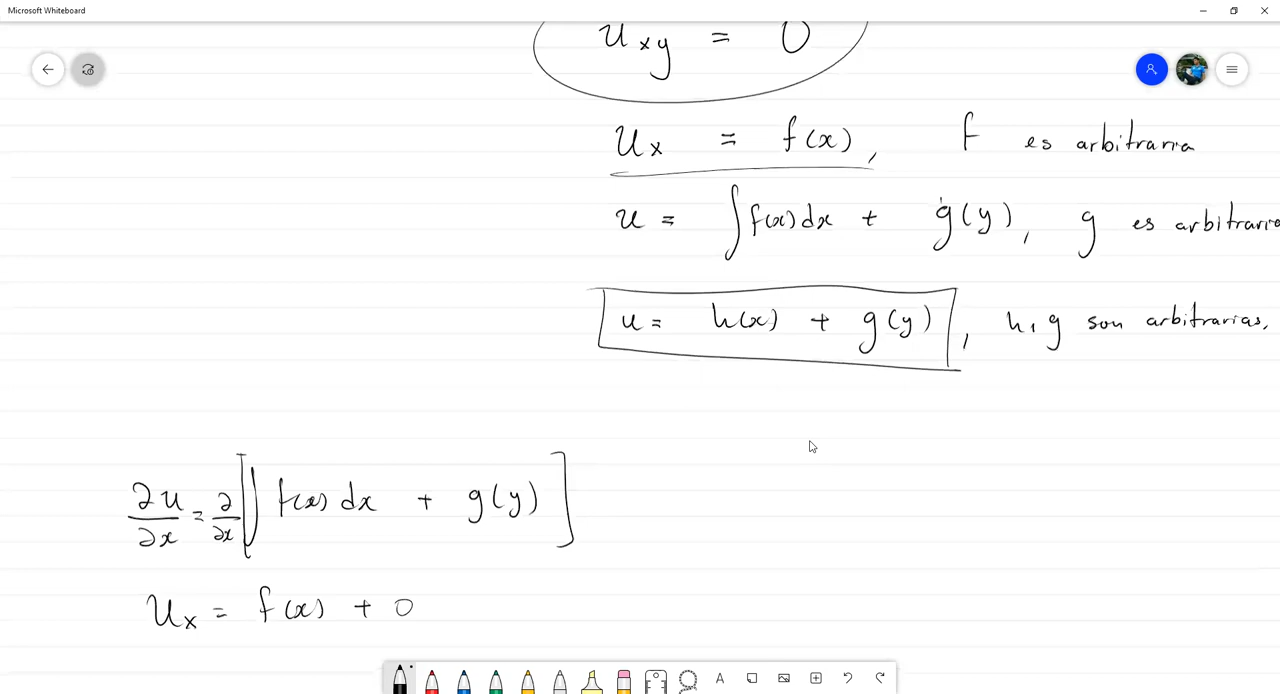 Microsoft Whiteboard
u_xy = 0
u_x = f(x), f es arbitraria
u = ∫ f(x) dx + g(y), g es arbitraria
u = h(x) + g(y), h, g son arbitrarias,
∂u/∂x = ∂/∂x [∫ f(x) dx + g(y)]
u_x = f(x) + 0
A